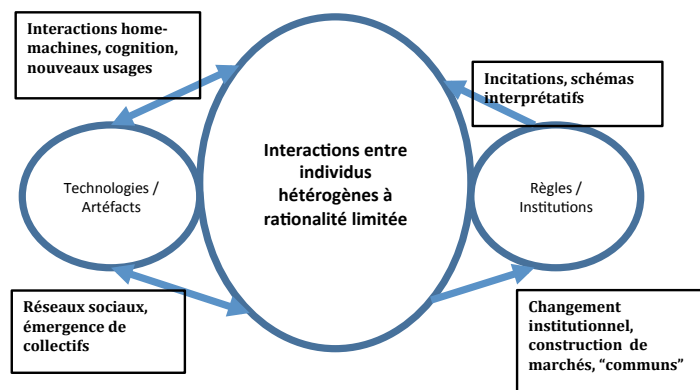 Interactions home-
machines, cognition,
nouveaux usages
Incitations, schémas
interprétatifs
Interactions entre
individus
hétérogènes à
rationalité limitée
Technologies /
Artéfacts
Règles /
Institutions
Réseaux sociaux,
émergence de
collectifs
Changement
institutionnel,
construction de
marchés, “communs”